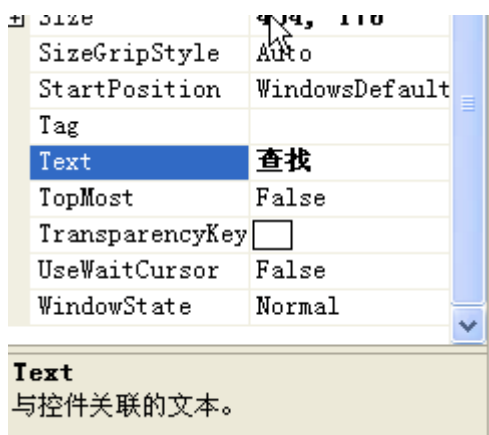 Size
SizeGripStyle Auto
StartPosition WindowsDefault
Tag
Text 查找
TopMost False
TransparencyKey
UseWaitCursor False
WindowState Normal
Text
与控件关联的文本。